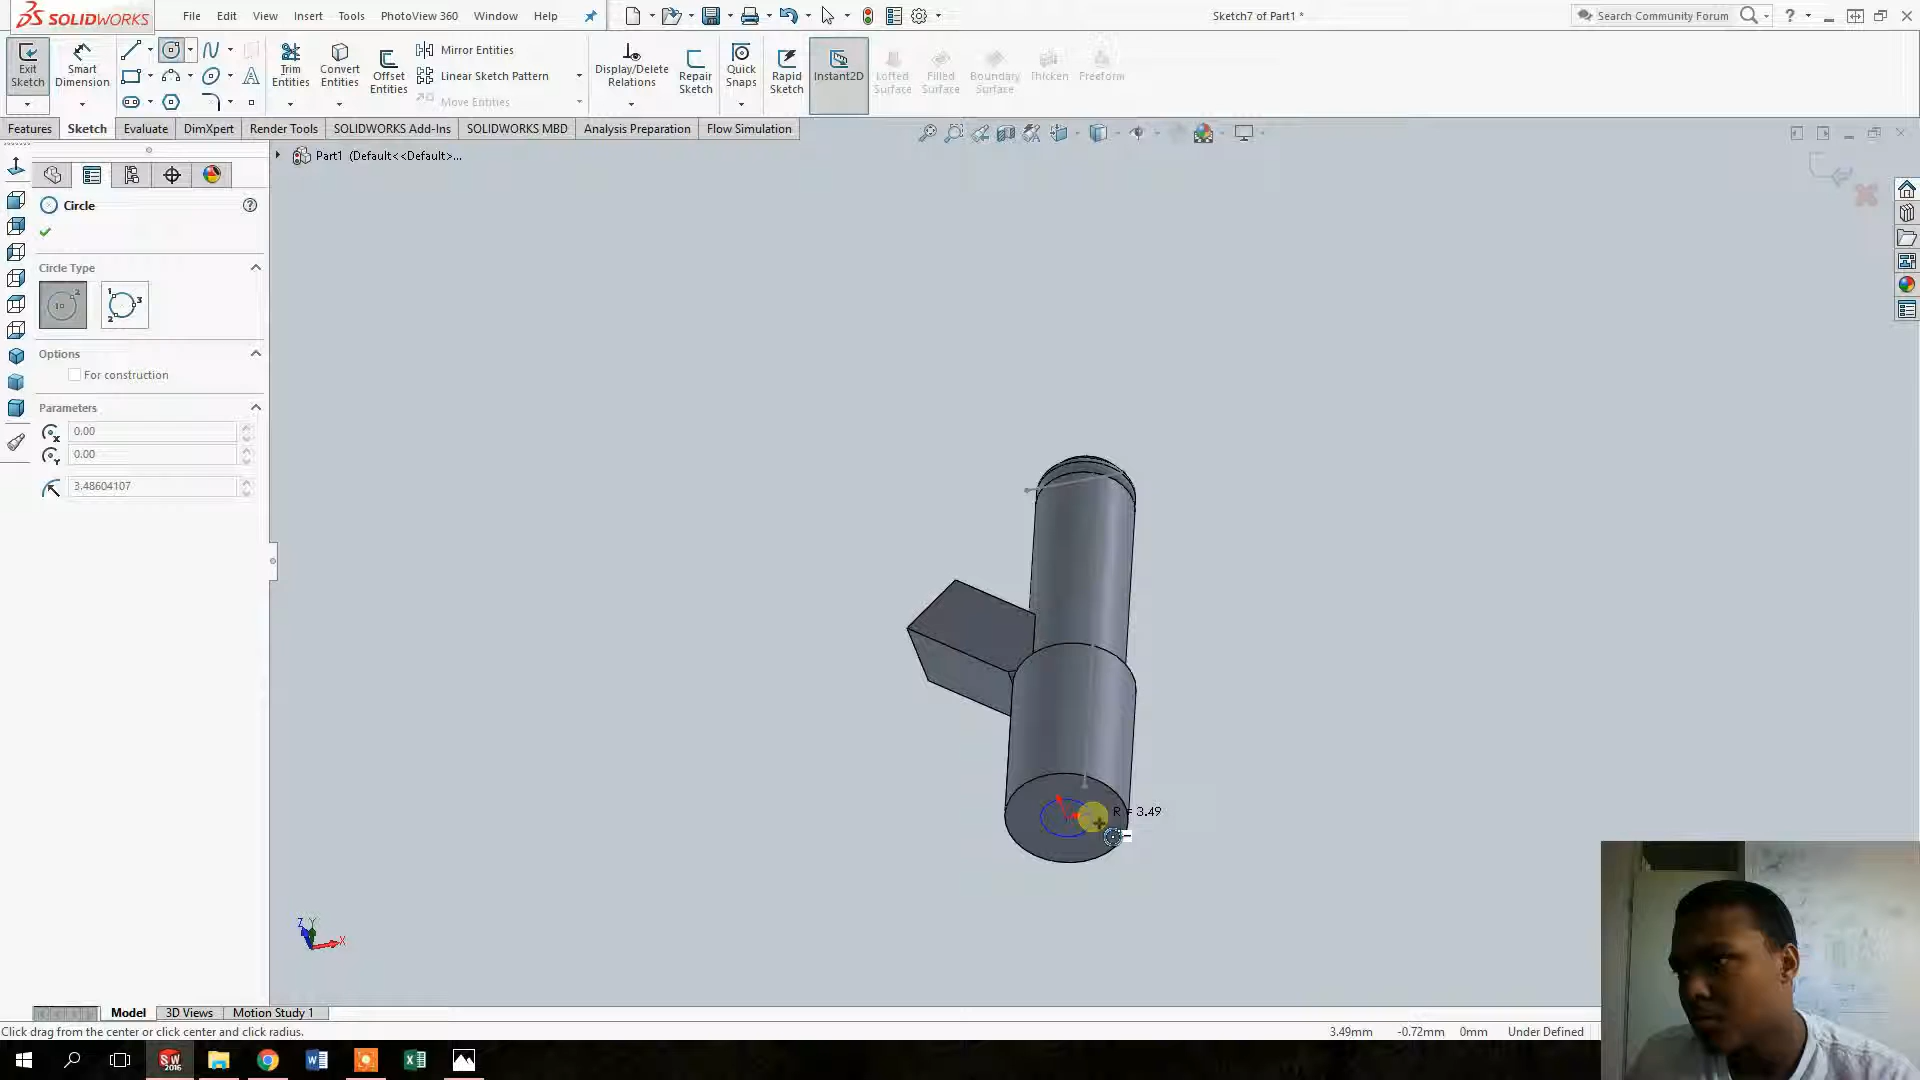 SOLIDWORKS
File Edit View Insert Tools PhotoView 360 Window Help
Sketch7 of Part1 *
Search Community Forum
Exit Sketch
Smart Dimension
Trim Entities
Convert Entities
Offset Entities
Mirror Entities
Linear Sketch Pattern
Move Entities
Display/Delete Relations
Repair Sketch
Quick Snaps
Rapid Sketch
Instant2D
Lofted Surface
Filled Surface
Boundary Surface
Thicken
Freeform
Features Sketch Evaluate DimXpert Render Tools SOLIDWORKS Add-Ins SOLIDWORKS MBD Analysis Preparation Flow Simulation
Part1 (Default<<Default>...
Circle
Circle Type
Options
For construction
Parameters
0.00
0.00
3.48604107
R = 3.49
Z Y X
Model 3D Views Motion Study 1
Click drag from the center or click center and click radius.
3.49mm -0.72mm 0mm Under Defined
SW 2016